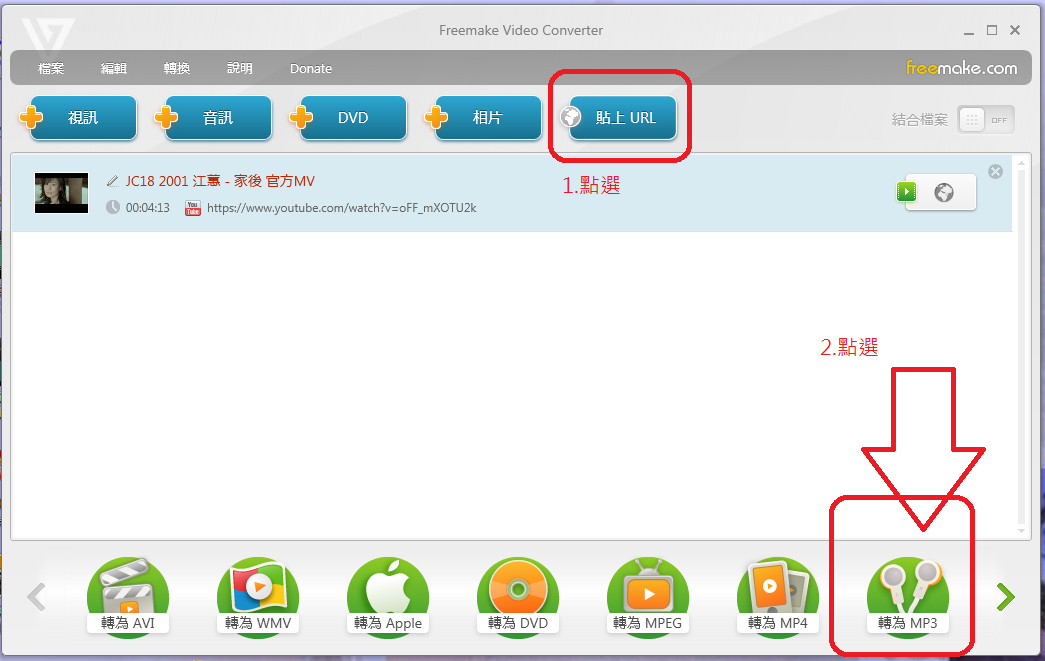 Freemake Video Converter
檔案 編輯 轉換 說明 Donate freemake.com
視訊 音訊 DVD 相片 貼上 URL 結合檔案 OFF
1.點選
JC18 2001 江蕙 - 家後 官方MV
00:04:13 You Tube https://www.youtube.com/watch?v=oFF_mXOTU2k
2.點選
轉為 AVI 轉為 WMV 轉為 Apple 轉為 DVD 轉為 MPEG 轉為 MP4 轉為 MP3